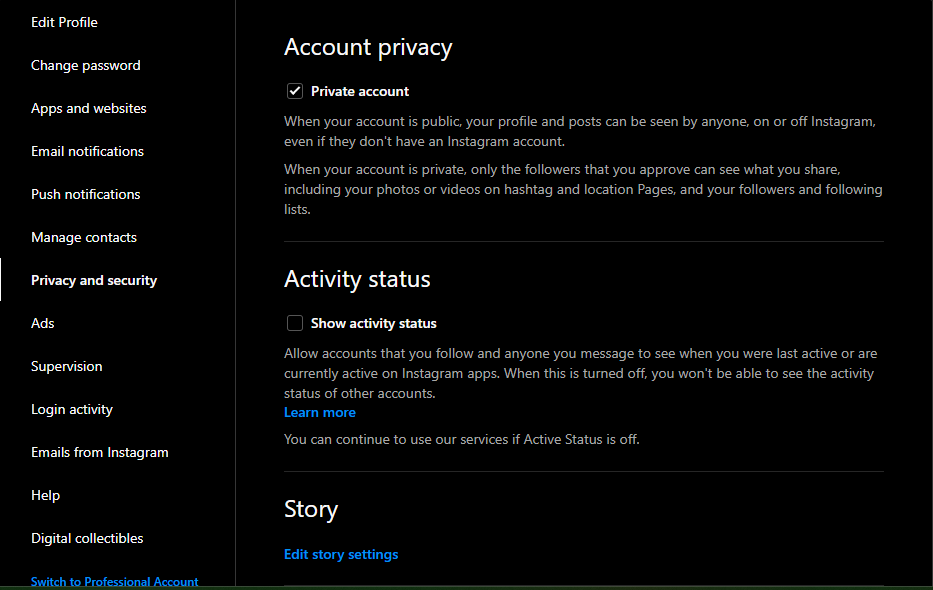 Edit Profile
Change password
Apps and websites
Email notifications
Push notifications
Manage contacts
Privacy and security
Ads
Supervision
Login activity
Emails from Instagram
Help
Digital collectibles
Switch to Professional Account
Account privacy
Private account
When your account is public, your profile and posts can be seen by anyone, on or off Instagram,
even if they don't have an Instagram account.
When your account is private, only the followers that you approve can see what you share,
including your photos or videos on hashtag and location Pages, and your followers and following
lists.
Activity status
Show activity status
Allow accounts that you follow and anyone you message to see when you were last active or are
currently active on Instagram apps. When this is turned off, you won't be able to see the activity
status of other accounts.
Learn more
You can continue to use our services if Active Status is off.
Story
Edit story settings